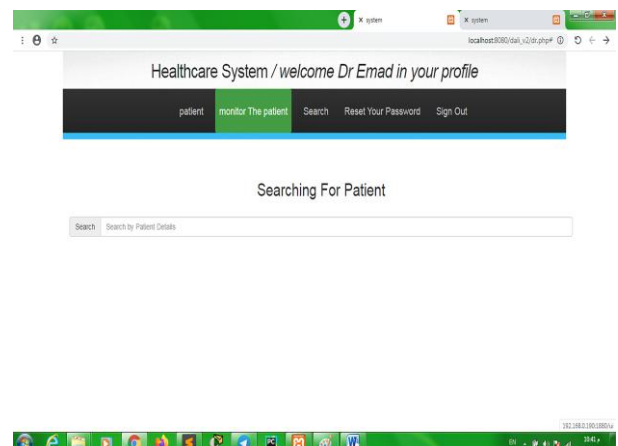 system
system
localhost:8080/dali_v2/dr.php#
Healthcare System / welcome Dr Emad in your profile
patient monitor The patient Search Reset Your Password Sign Out
Searching For Patient
Search Search by Patient Details
EN